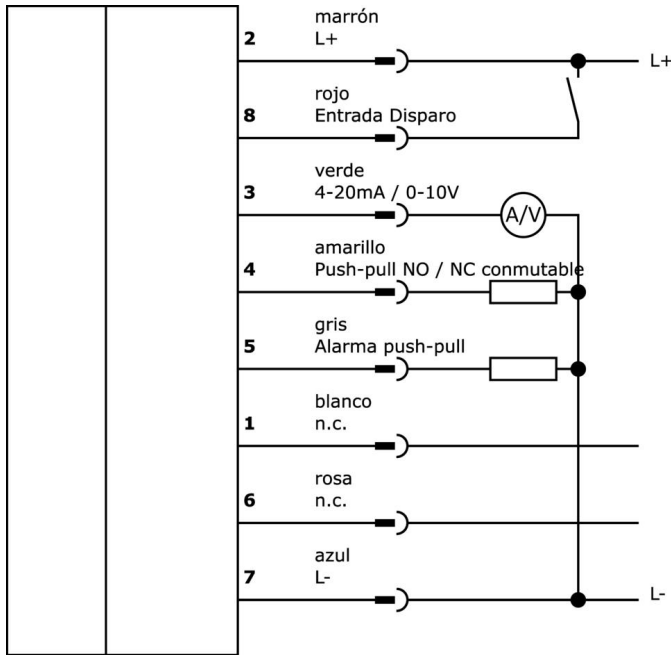 marrón
2 L+
L+
rojo
8 Entrada Disparo
verde
3 4-20mA / 0-10V
A/V
amarillo
4 Push-pull NO / NC conmutable
gris
5 Alarma push-pull
blanco
1 n.c.
rosa
6 n.c.
azul
7 L-
L-